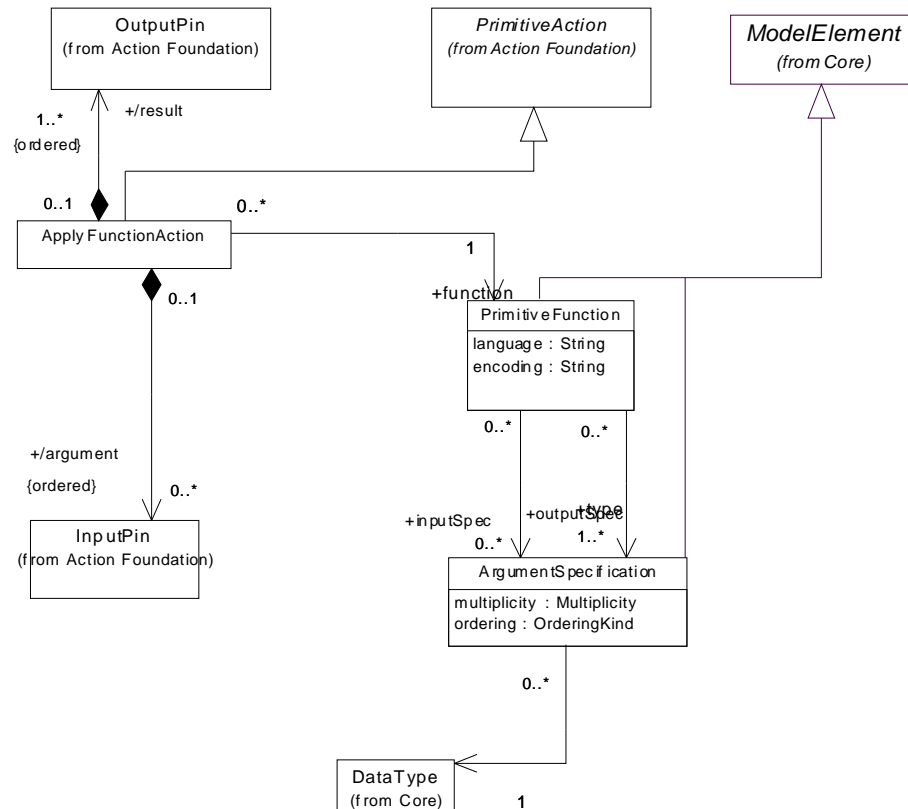 OutputPin
(from Action Foundation)
PrimitiveAction
(from Action Foundation)
ModelElement
(from Core)
+/result
1..*
{ordered}
0..1
0..*
ApplyFunctionAction
1
0..1
+function
PrimitiveFunction
language : String
encoding : String
0..*
0..*
+/argument
{ordered}
0..*
+inputSpec
+outputSpec
+type
0..*
1..*
InputPin
(from Action Foundation)
ArgumentSpecification
multiplicity : Multiplicity
ordering : OrderingKind
0..*
DataType
(from Core)
1